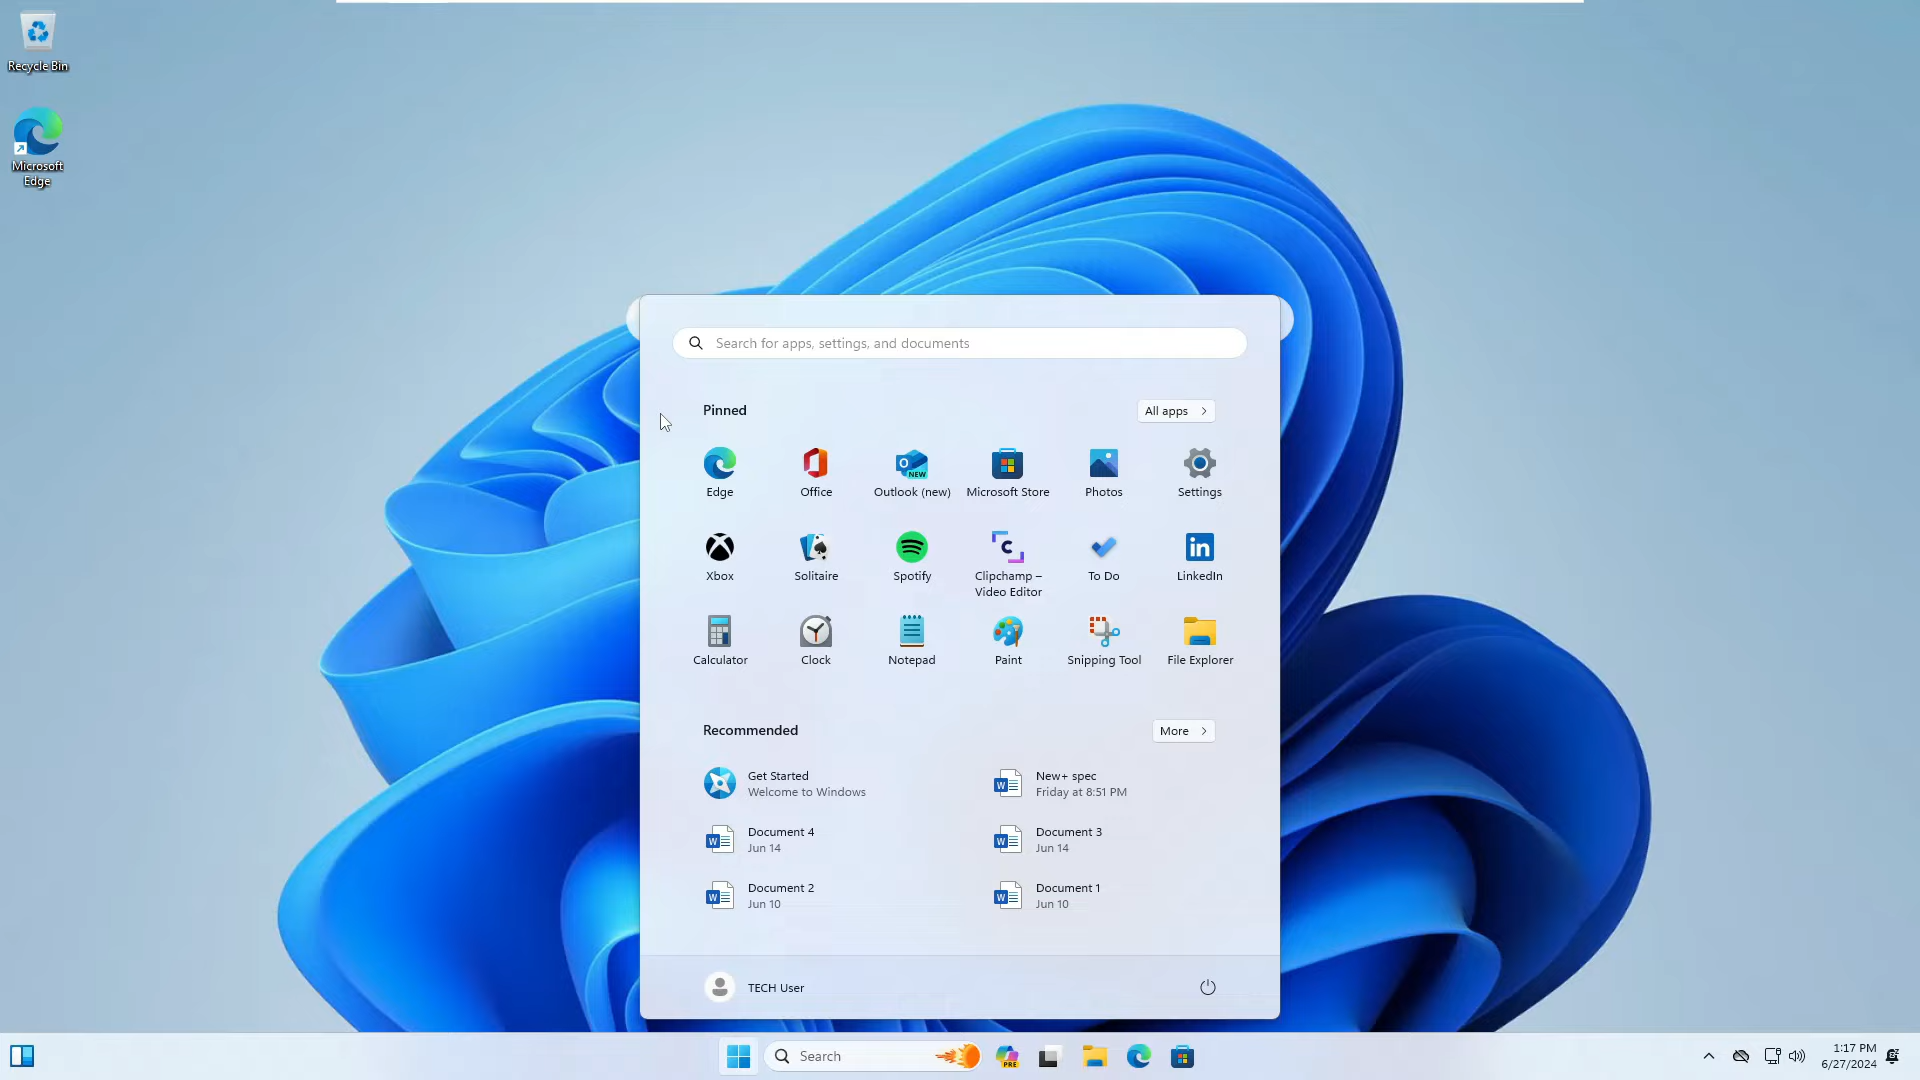 Recycle Bin
Microsoft
Edge
Search for apps, settings, and documents
Pinned
All apps
Edge
Office
NEW
Outlook (new)
Microsoft Store
Photos
Settings
Xbox
Solitaire
Spotify
Clipchamp –
Video Editor
To Do
in
LinkedIn
Calculator
Clock
Notepad
Paint
Snipping Tool
File Explorer
Recommended
More
Get Started
Welcome to Windows
New+ spec
Friday at 8:51 PM
Document 4
Jun 14
Document 3
Jun 14
Document 2
Jun 10
Document 1
Jun 10
TECH User
Search
PRE
1:17 PM
6/27/2024